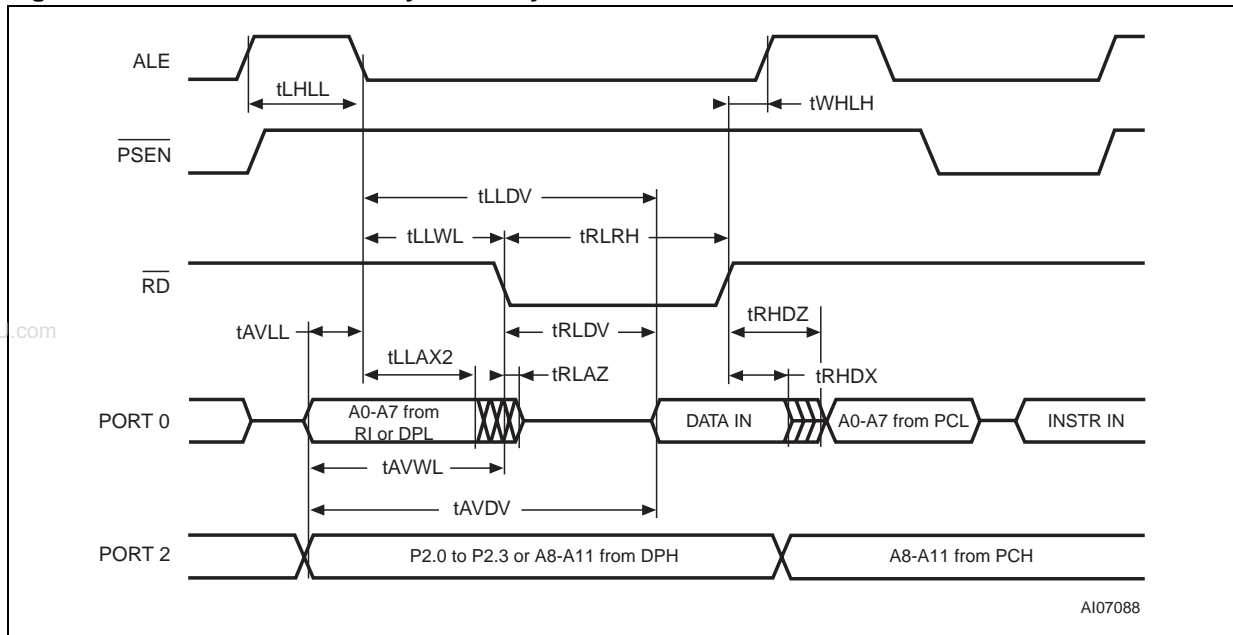 ALE
tLHLL
tWHLH
PSEN
tLLDV
tLLWL
tRLRH
RD
.com
tAVLL
tRLDV
tRHDZ
tLLAX2
tRLAZ
tRHDX
PORT 0
A0-A7 from
RI or DPL
DATA IN
A0-A7 from PCL
INSTR IN
tAVWL
tAVDV
PORT 2
P2.0 to P2.3 or A8-A11 from DPH
A8-A11 from PCH
AI07088